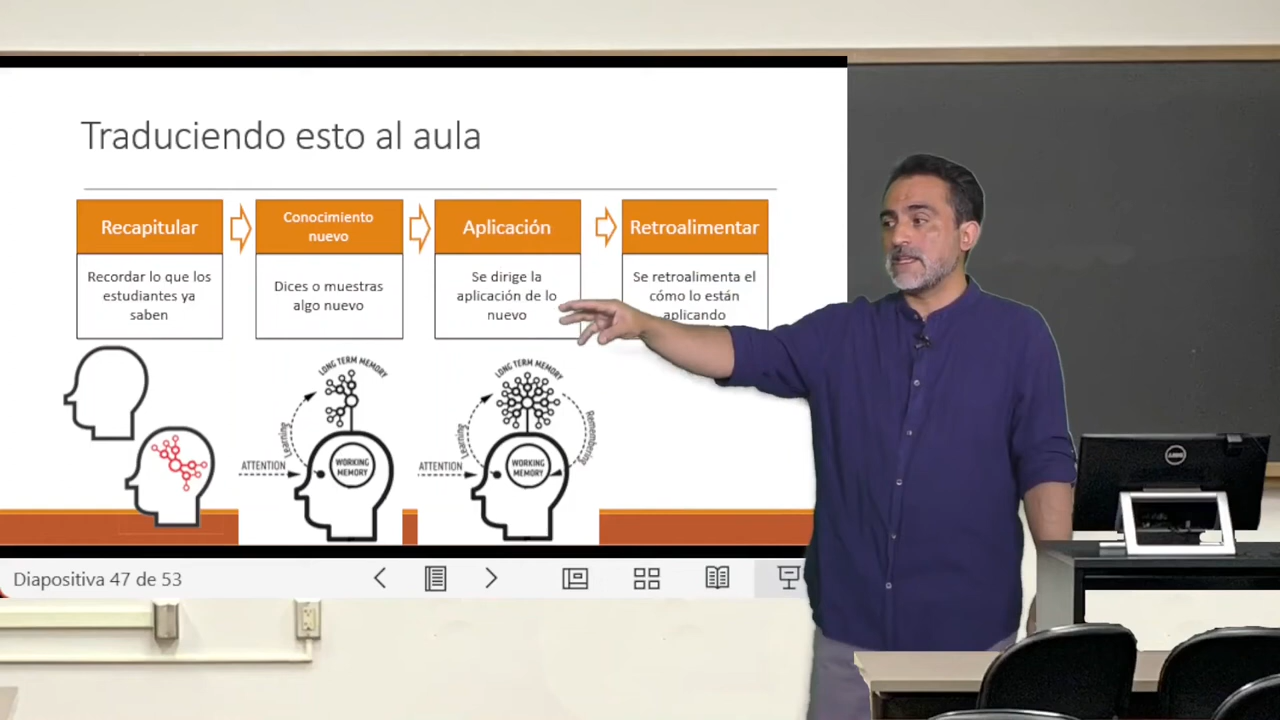 Traduciendo esto al aula
Recapitular
Recordar lo que los
estudiantes ya
saben
Conocimiento
nuevo
Dices o muestras
algo nuevo
Aplicación
Se dirige la
aplicación de lo
nuevo
Retroalimentar
Se retroalimenta el
cómo lo están
aplicando
LONG TERM MEMORY
Learning
ATTENTION
WORKING
MEMORY
LONG TERM MEMORY
Learning
Remembering
ATTENTION
WORKING
MEMORY
Diapositiva 47 de 53
DELL